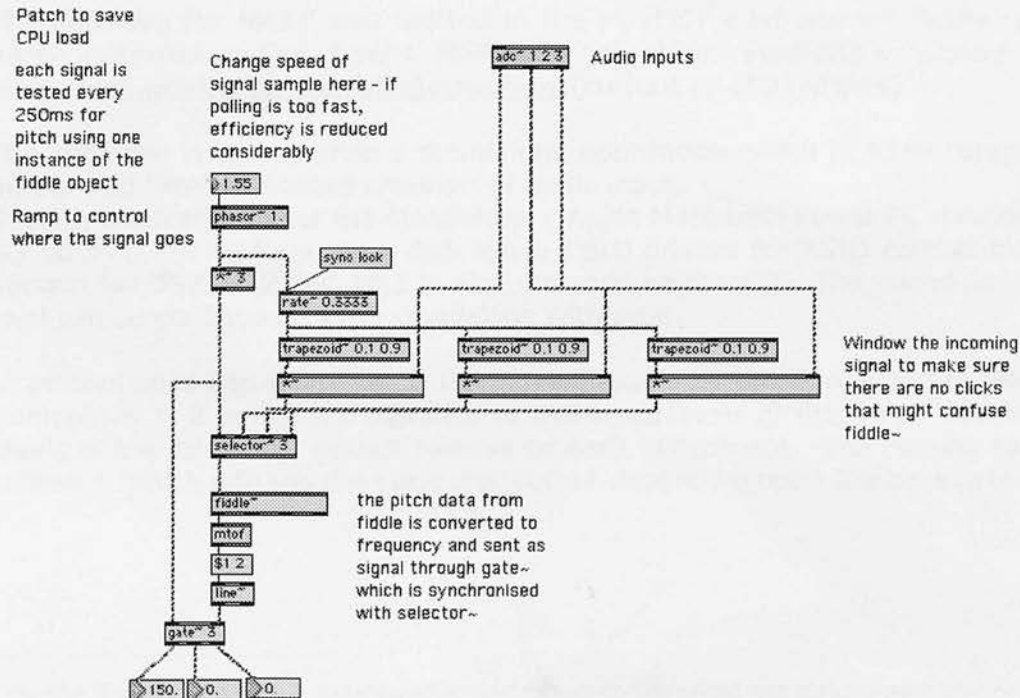 Patch to save
CPU load
each signal is
tested every
250ms for
pitch using one
instance of the
fiddle object
Ramp to control
where the signal goes
Change speed of
signal sample here - if
polling is too fast,
efficiency is reduced
considerably
adc~ 1 2 3
Audio Inputs
1.55
phasor~ 1.
sync lock
*~ 3
rate~ 0.3333
trapezoid~ 0.1 0.9
trapezoid~ 0.1 0.9
trapezoid~ 0.1 0.9
*~
*~
*~
Window the incoming
signal to make sure
there are no clicks
that might confuse
fiddle~
selector~ 3
fiddle~
mtof
$1 2
line~
the pitch data from
fiddle is converted to
frequency and sent as
signal through gate~
which is synchronised
with selector~
gate~ 3
150.
0.
0.